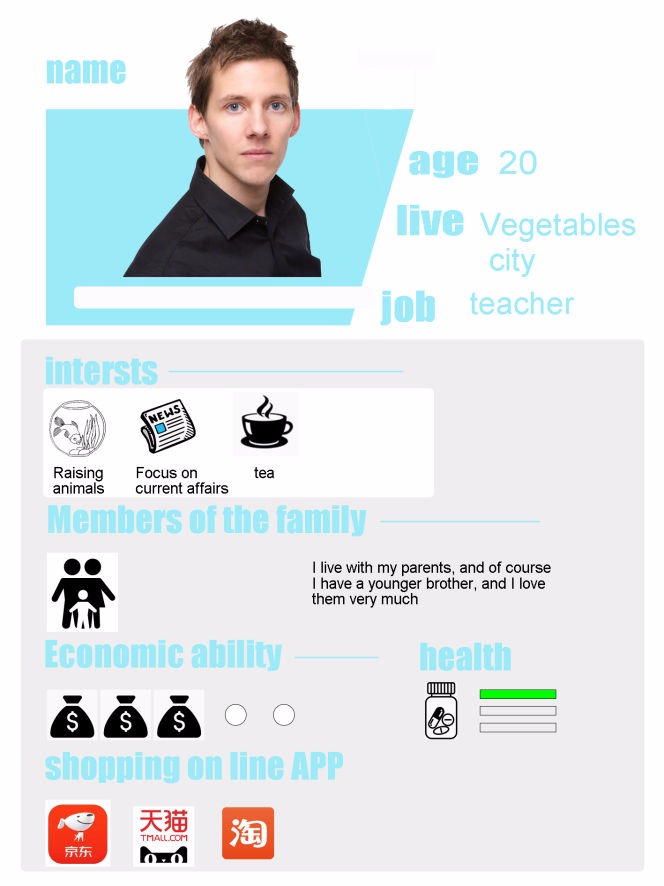 name
age 20
live Vegetables
city
job teacher
intersts
NEWS
Raising
animals
Focus on
current affairs
tea
Members of the family
I live with my parents, and of course
I have a younger brother, and I love
them very much
Economic ability
health
$ $ $
shopping on line APP
京东
天猫
TMALL.COM
淘